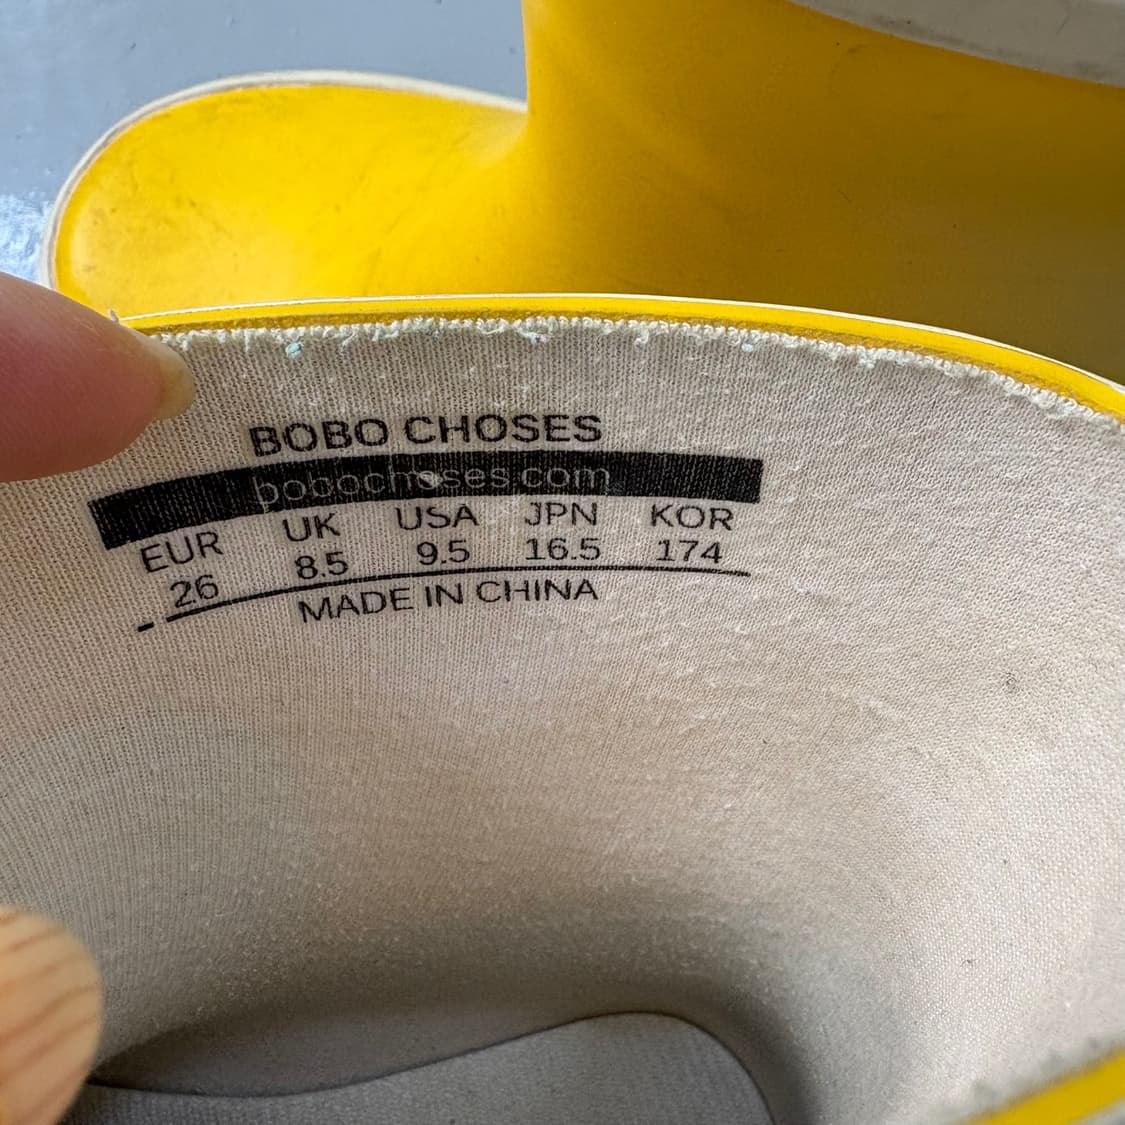 BOBO CHOSES
bobochoses.com
EUR UK USA JPN KOR
26 8.5 9.5 16.5 174
MADE IN CHINA